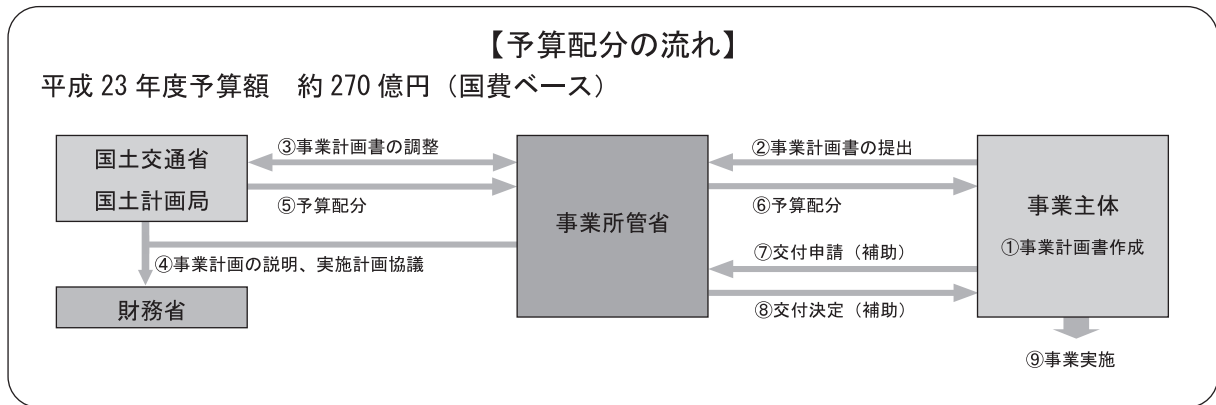 【予算配分の流れ】
平成 23 年度予算額　約 270 億円（国費ベース）
国土交通省
国土計画局
③事業計画書の調整
⑤予算配分
④事業計画の説明、実施計画協議
財務省
事業所管省
②事業計画書の提出
⑥予算配分
⑦交付申請（補助）
⑧交付決定（補助）
事業主体
①事業計画書作成
⑨事業実施